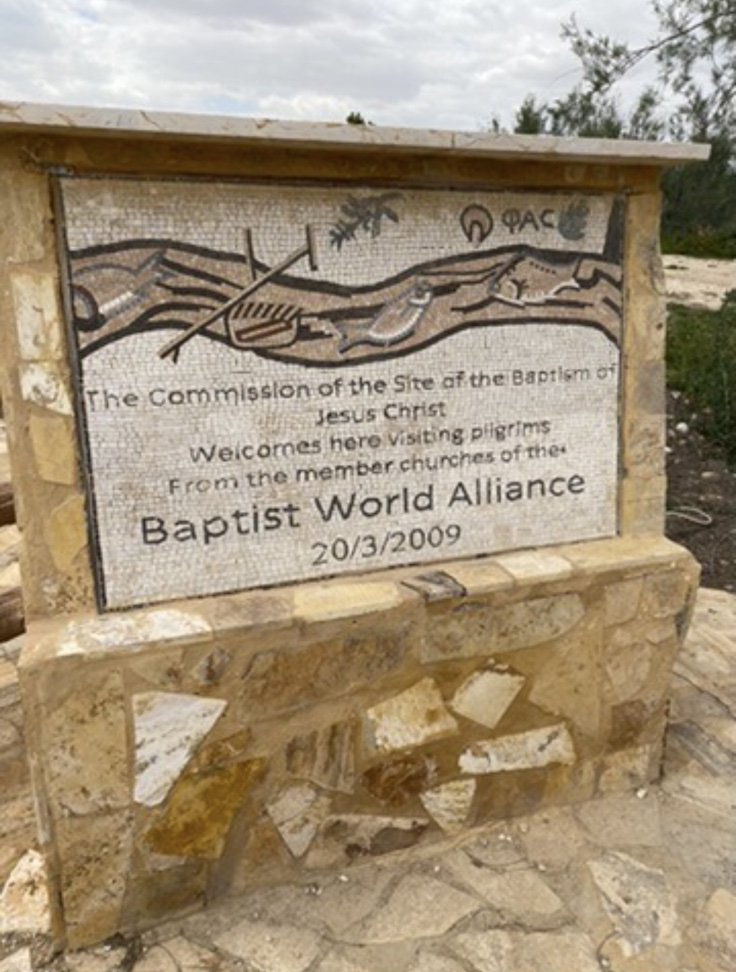 ΦΑС
The Commission of the Site of the Baptism of
Jesus Christ
Welcomes here visiting pilgrims
From the member churches of the
Baptist World Alliance
20/3/2009